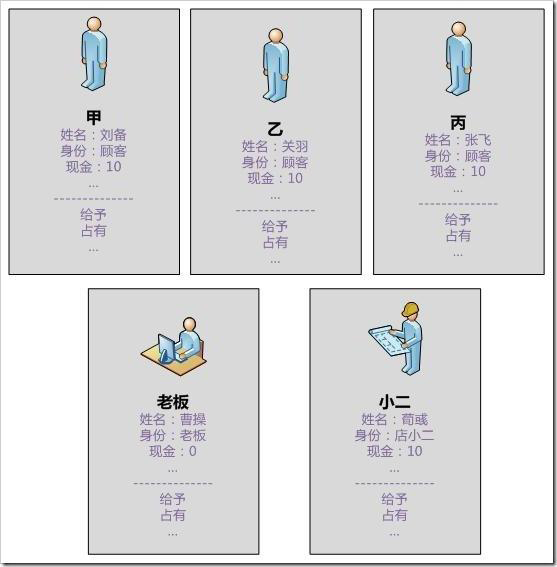 甲
姓名：刘备
身份：顾客
现金：10
...
--------------
给予
占有
...
乙
姓名：关羽
身份：顾客
现金：10
...
--------------
给予
占有
...
丙
姓名：张飞
身份：顾客
现金：10
...
--------------
给予
占有
...
老板
姓名：曹操
身份：老板
现金：0
...
--------------
给予
占有
...
小二
姓名：荀彧
身份：店小二
现金：10
...
--------------
给予
占有
...